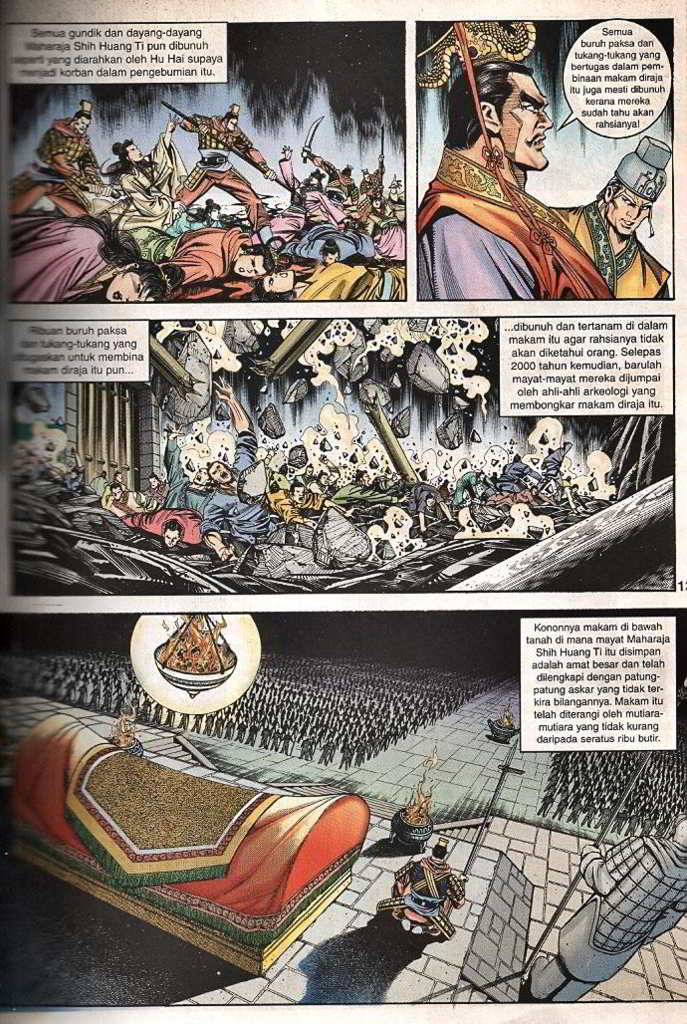 Semua gundik dan dayang-dayang
Maharaja Shih Huang Ti pun dibunuh
seperti yang diarahkan oleh Hu Hai supaya
menjadi korban dalam pengebumian itu.
Semua
buruh paksa dan
tukang-tukang yang
bertugas dalam pem-
binaan makam diraja
itu juga mesti dibunuh
kerana mereka
sudah tahu akan
rahsianya!
Ribuan buruh paksa
dan tukang-tukang yang
ditugaskan untuk membina
makam diraja itu pun...
...dibunuh dan tertanam di dalam
makam itu agar rahsianya tidak
akan diketahui orang. Selepas
2000 tahun kemudian, barulah
mayat-mayat mereka dijumpai
oleh ahli-ahli arkeologi yang
membongkar makam diraja itu.
Kononnya makam di bawah
tanah di mana mayat Maharaja
Shih Huang Ti itu disimpan
adalah amat besar dan telah
dilengkapi dengan patung-
patung askar yang tidak ter-
kira bilangannya. Makam itu
telah diterangi oleh mutiara-
mutiara yang tidak kurang
daripada seratus ribu butir.